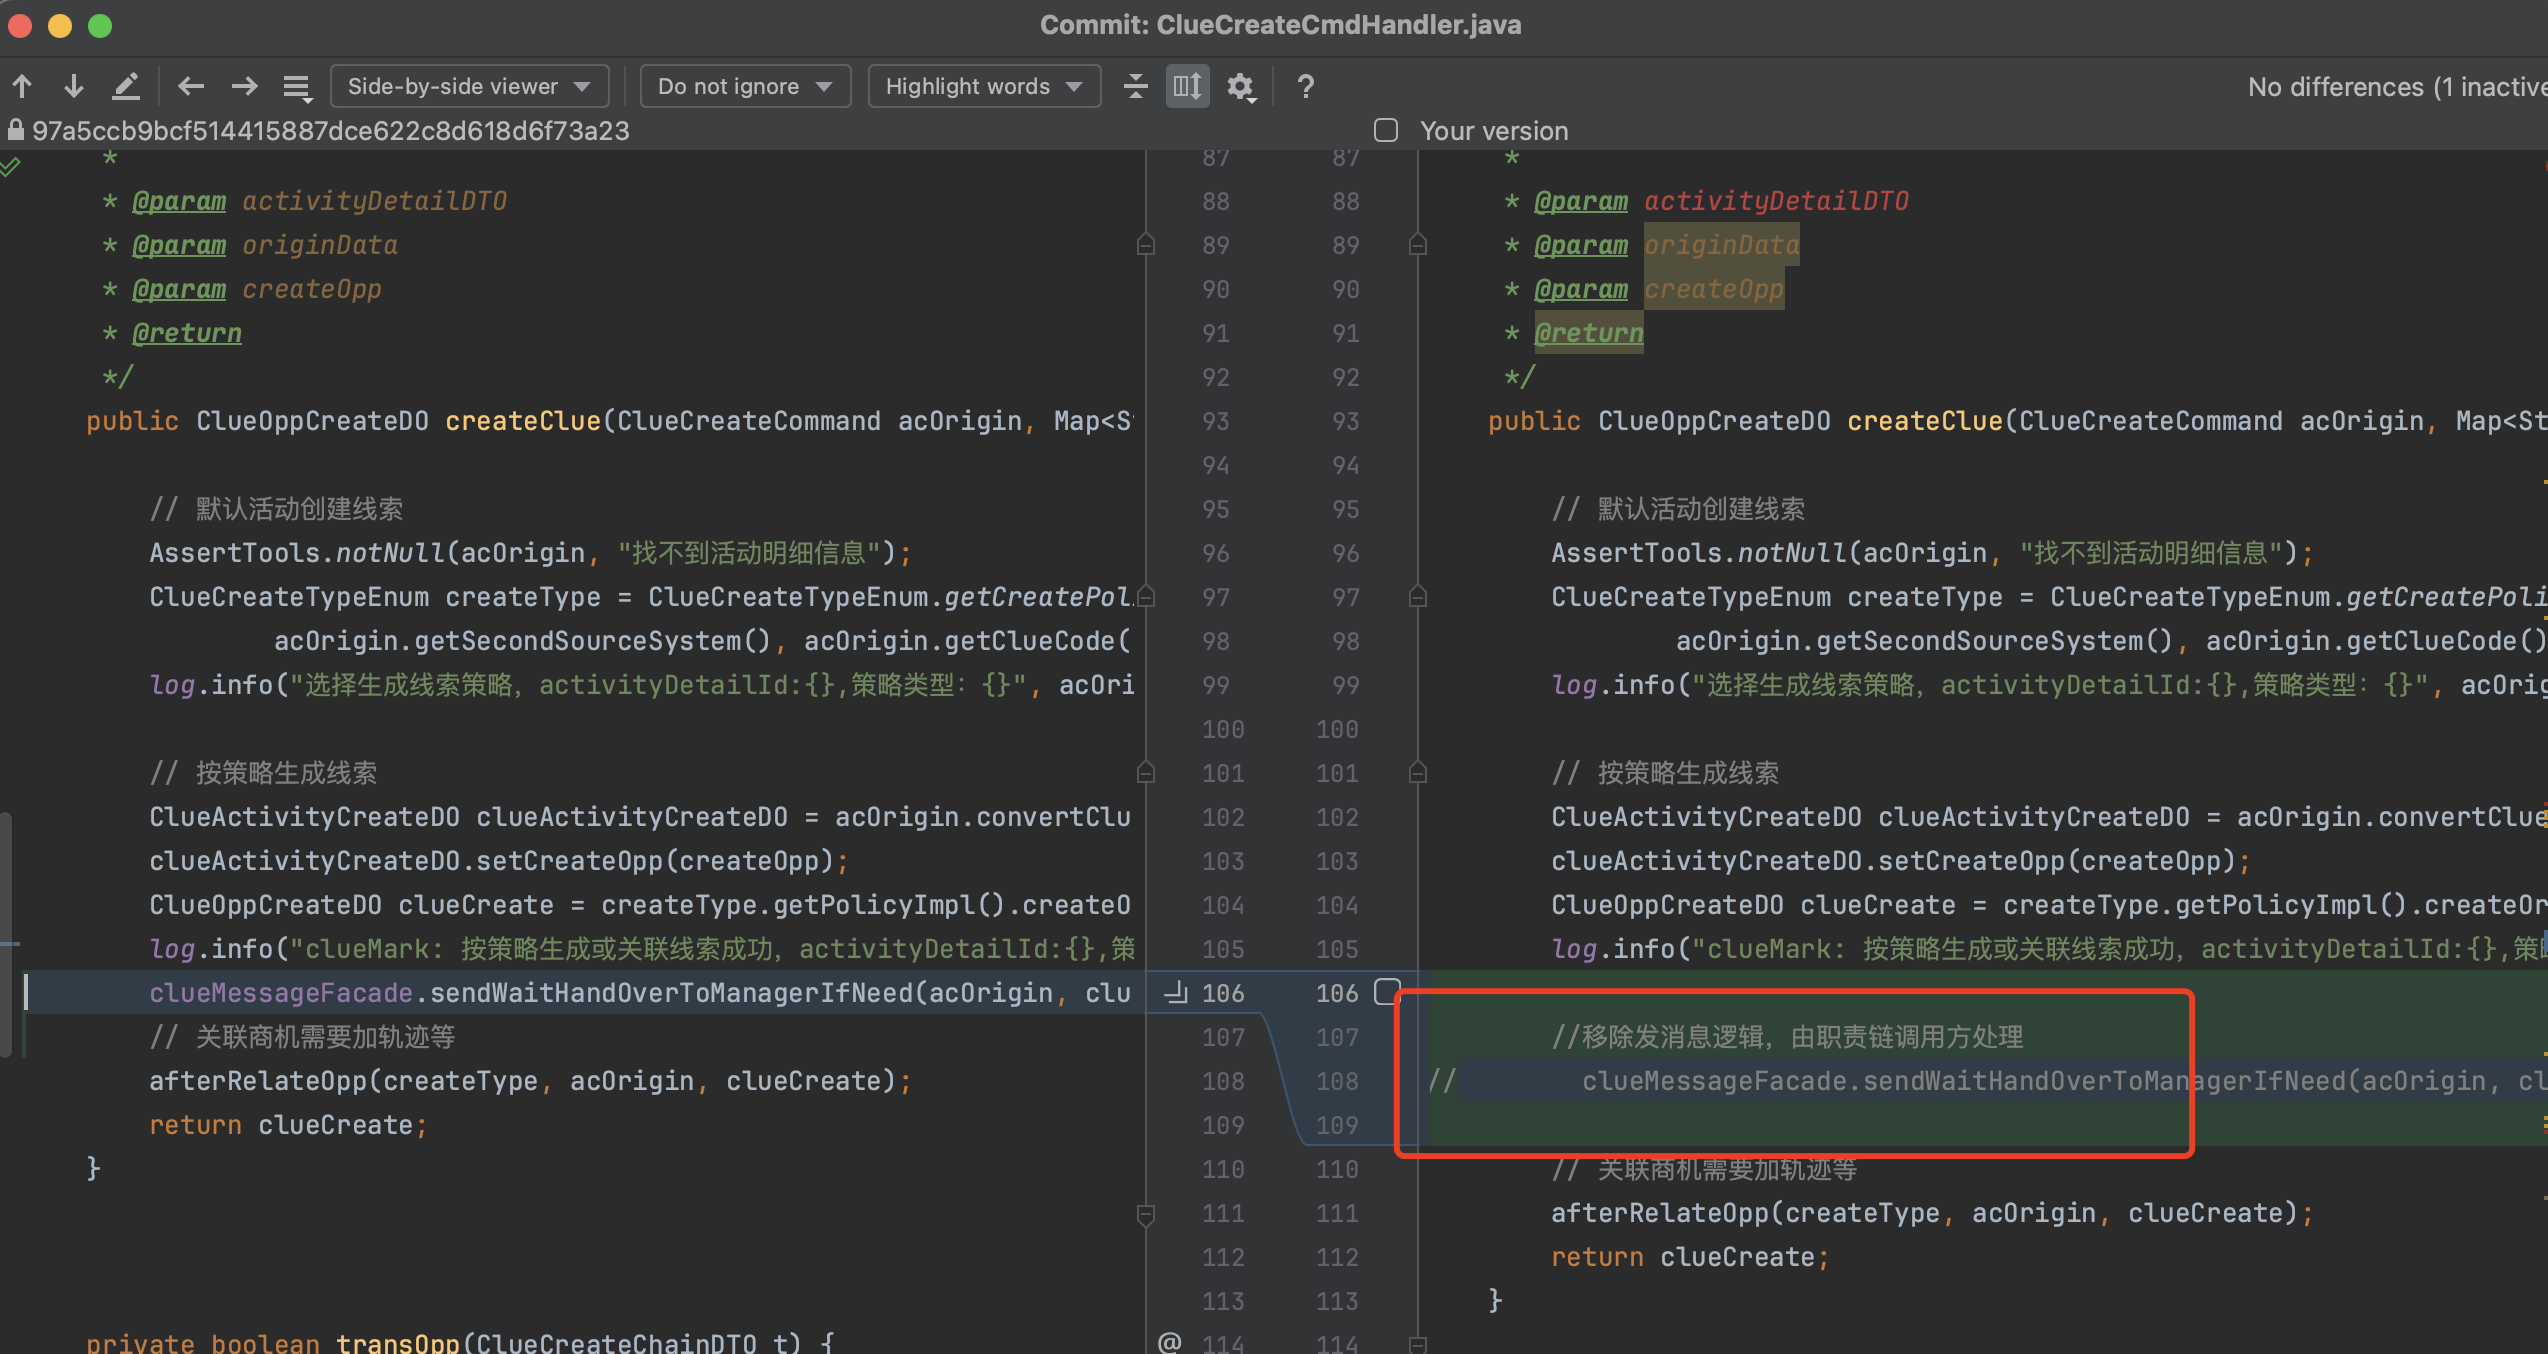 Commit: ClueCreateCmdHandler.java
Side-by-side viewer
Do not ignore
Highlight words
?
No differences (1 inactive
97a5ccb9bcf514415887dce622c8d618d6f73a23
Your version
* 87 87 *
* @param activityDetailDTO 88 88 * @param activityDetailDTO
* @param originData 89 89 * @param originData
* @param createOpp 90 90 * @param createOpp
* @return 91 91 * @return
*/ 92 92 */
public ClueOppCreateDO createClue(ClueCreateCommand acOrigin, Map<St 93 93 public ClueOppCreateDO createClue(ClueCreateCommand acOrigin, Map<St
94 94
// 默认活动创建线索 95 95 // 默认活动创建线索
AssertTools.notNull(acOrigin, "找不到活动明细信息"); 96 96 AssertTools.notNull(acOrigin, "找不到活动明细信息");
ClueCreateTypeEnum createType = ClueCreateTypeEnum.getCreatePol 97 97 ClueCreateTypeEnum createType = ClueCreateTypeEnum.getCreatePoli
acOrigin.getSecondSourceSystem(), acOrigin.getClueCode( 98 98 acOrigin.getSecondSourceSystem(), acOrigin.getClueCode()
log.info("选择生成线索策略, activityDetailId:{},策略类型: {}", acOri 99 99 log.info("选择生成线索策略, activityDetailId:{},策略类型: {}", acOrig
100 100
// 按策略生成线索 101 101 // 按策略生成线索
ClueActivityCreateDO clueActivityCreateDO = acOrigin.convertClu 102 102 ClueActivityCreateDO clueActivityCreateDO = acOrigin.convertClue
clueActivityCreateDO.setCreateOpp(createOpp); 103 103 clueActivityCreateDO.setCreateOpp(createOpp);
ClueOppCreateDO clueCreate = createType.getPolicyImpl().createO 104 104 ClueOppCreateDO clueCreate = createType.getPolicyImpl().createOr
log.info("clueMark: 按策略生成或关联线索成功, activityDetailId:{},策 105 105 log.info("clueMark: 按策略生成或关联线索成功, activityDetailId:{},策略
clueMessageFacade.sendWaitHandOverToManagerIfNeed(acOrigin, clu 106 106
// 关联商机需要加轨迹等 107 107 //移除发消息逻辑, 由职责链调用方处理
afterRelateOpp(createType, acOrigin, clueCreate); 108 108 // clueMessageFacade.sendWaitHandOverToManagerIfNeed(acOrigin, cl
return clueCreate; 109 109
} 110 110 // 关联商机需要加轨迹等
111 111 afterRelateOpp(createType, acOrigin, clueCreate);
112 112 return clueCreate;
113 113 }
private boolean transOpp(ClueCreateChainDTO t) { @ 114 114